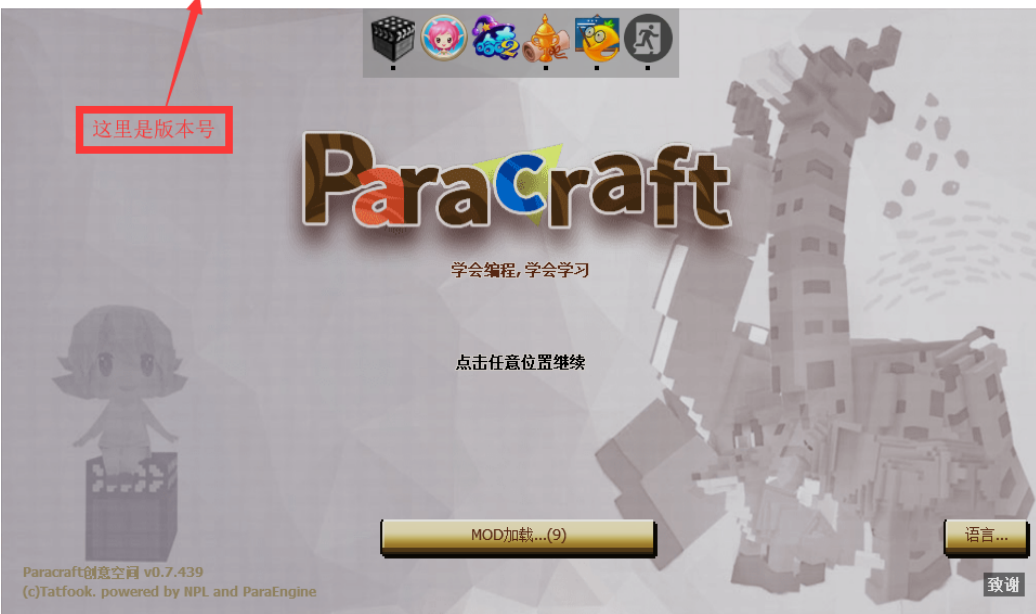 这里是版本号
ParaCraft
学会编程,学会学习
点击任意位置继续
MOD加载...(9)
语言...
Paracraft创意空间 v0.7.439
(c)Tatfook. powered by NPL and ParaEngine
致谢